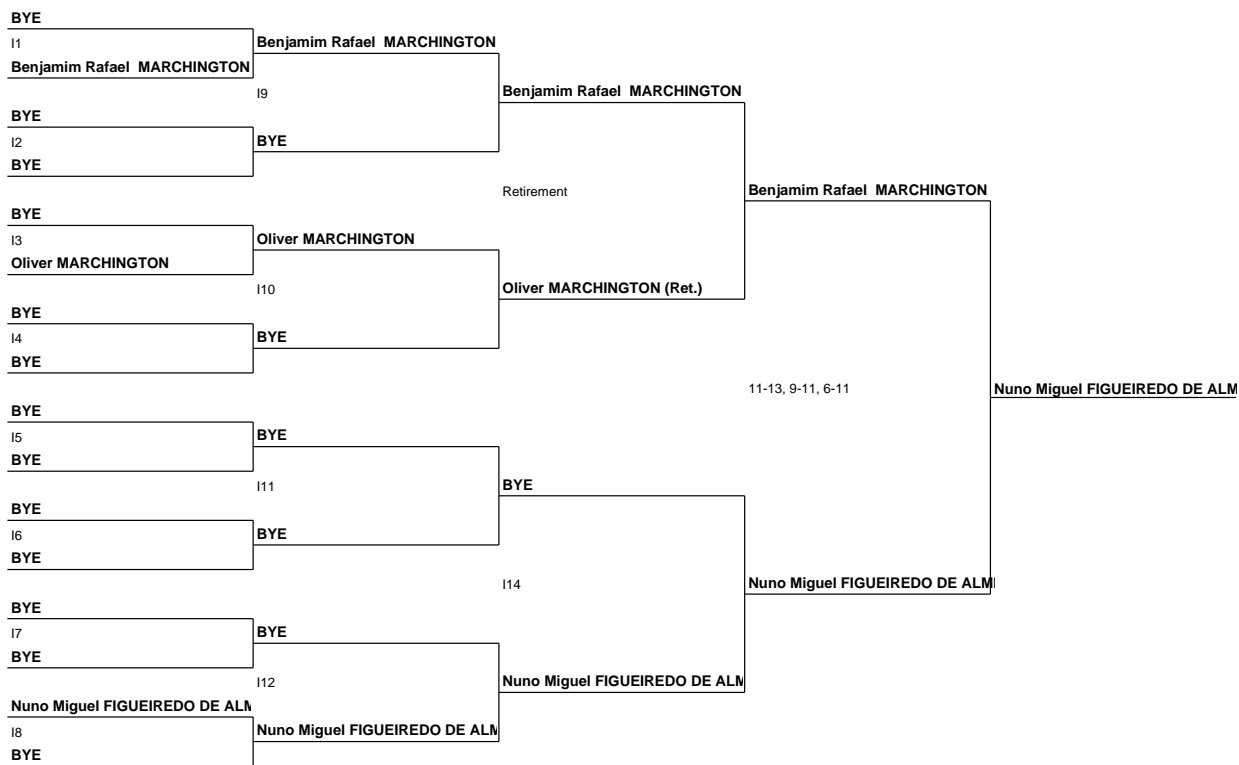 BYE
I1
Benjamim Rafael MARCHINGTON
BYE
I2
BYE
BYE
I3
Oliver MARCHINGTON
BYE
I4
BYE
BYE
I5
BYE
BYE
I6
BYE
BYE
I7
BYE
Nuno Miguel FIGUEIREDO DE ALM
I8
BYE
Benjamim Rafael MARCHINGTON
I9
BYE
Oliver MARCHINGTON
I10
BYE
BYE
I11
BYE
BYE
I12
Nuno Miguel FIGUEIREDO DE ALM
Benjamim Rafael MARCHINGTON
Retirement
Oliver MARCHINGTON (Ret.)
BYE
I14
Nuno Miguel FIGUEIREDO DE ALM
Benjamim Rafael MARCHINGTON
11-13, 9-11, 6-11
Nuno Miguel FIGUEIREDO DE ALM
Nuno Miguel FIGUEIREDO DE ALM